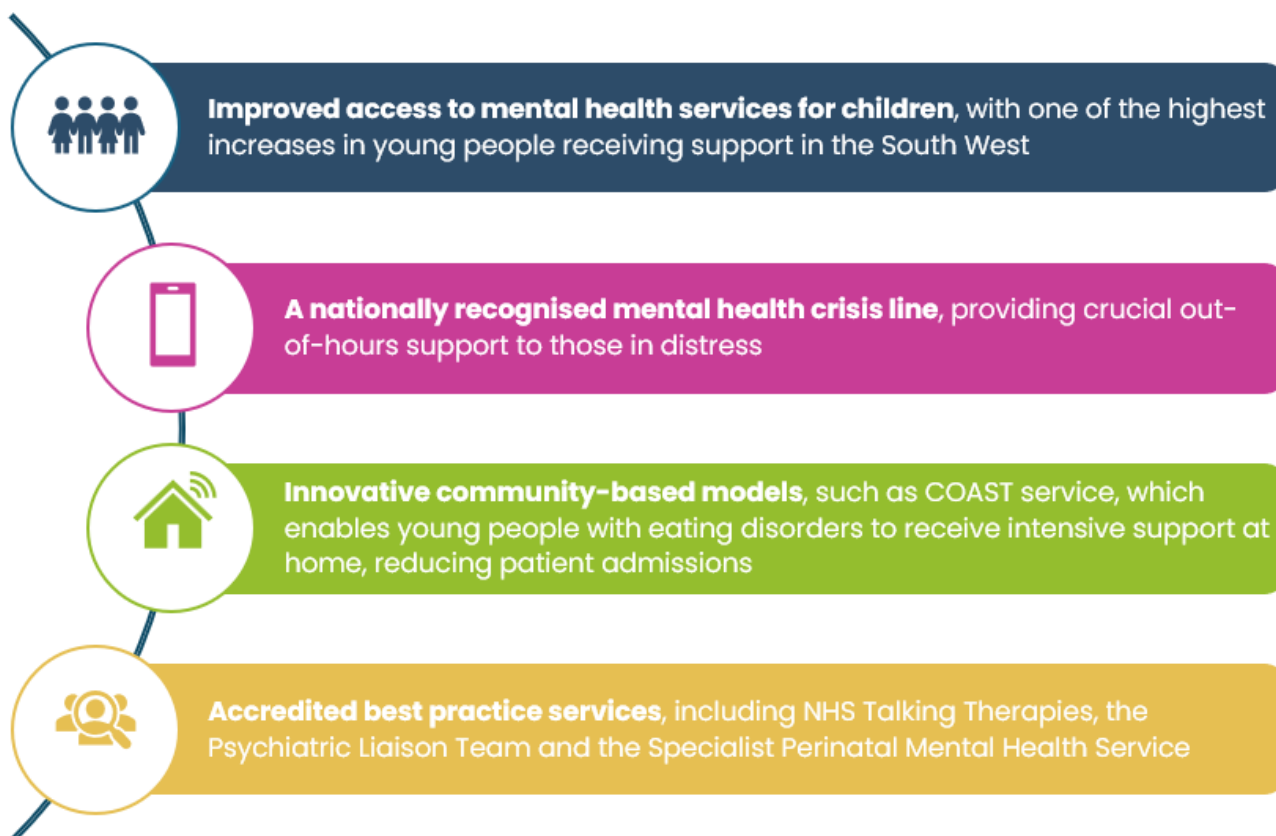 Improved access to mental health services for children, with one of the highest
increases in young people receiving support in the South West
A nationally recognised mental health crisis line, providing crucial out-
of-hours support to those in distress
Innovative community-based models, such as COAST service, which
enables young people with eating disorders to receive intensive support at
home, reducing patient admissions
Accredited best practice services, including NHS Talking Therapies, the
Psychiatric Liaison Team and the Specialist Perinatal Mental Health Service